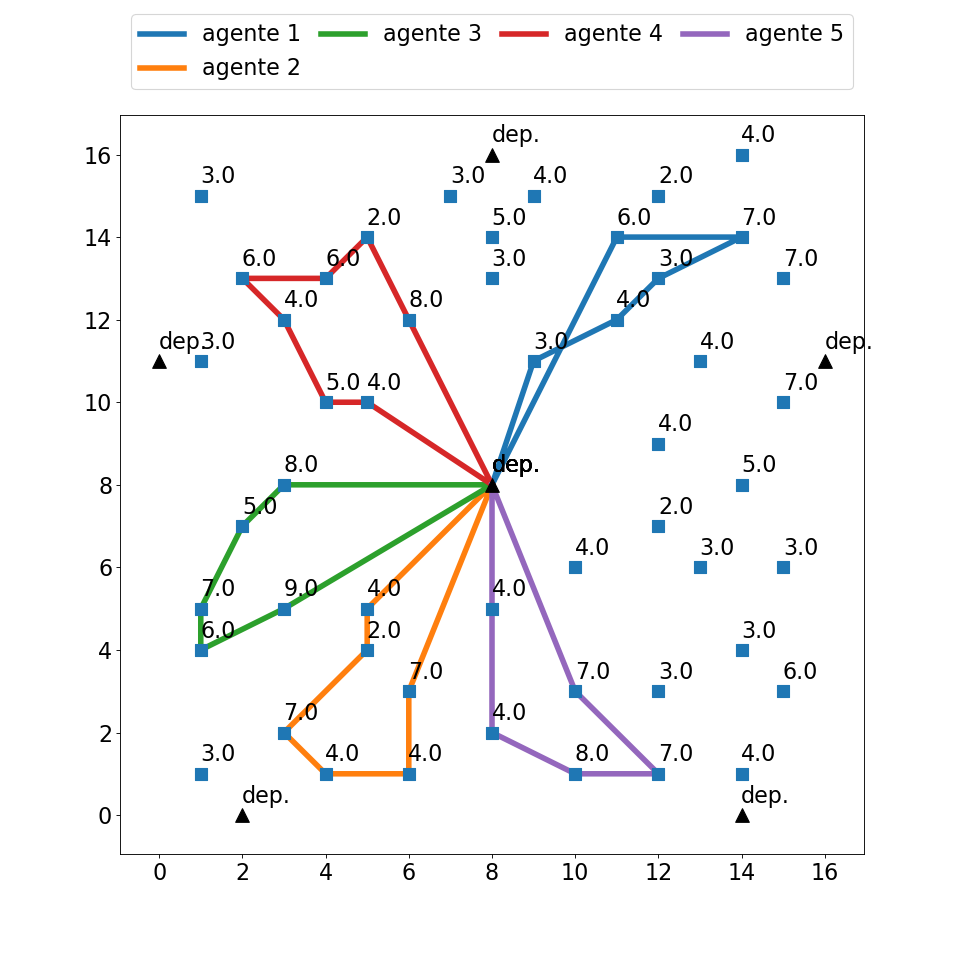 agente 1 agente 3 agente 4 agente 5
agente 2
dep. 4.0
16
3.0 3.0 4.0 2.0
2.0 5.0 6.0 7.0
14
6.0 6.0 3.0 3.0 7.0
4.0 8.0 4.0
12
dep. 3.0 3.0 4.0 dep.
5.0 4.0 7.0
10
4.0
8.0 dep. dep. 5.0
8
5.0 2.0
4.0 3.0 3.0
6
7.0 9.0 4.0 4.0
6.0 2.0 3.0
4
7.0 7.0 3.0 6.0
7.0 4.0
2
3.0 4.0 4.0 8.0 7.0 4.0
dep. dep.
0
0 2 4 6 8 10 12 14 16